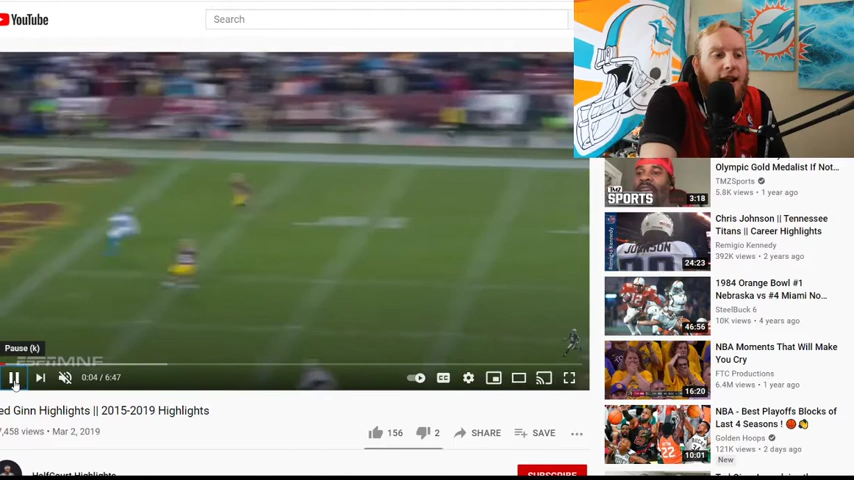 YouTube
Search
Olympic Gold Medalist If Not...
TMZSports
5.8K views • 1 year ago
TMZ
SPORTS
3:18
Chris Johnson || Tennessee
Titans || Career Highlights
Remigio Kennedy
392K views • 2 years ago
JOHNSON
24:23
1984 Orange Bowl #1
Nebraska vs #4 Miami No...
SteelBuck 6
10K views • 4 years ago
46:56
NBA Moments That Will Make
You Cry
FTC Productions
6.4M views • 1 year ago
16:20
NBA - Best Playoffs Blocks of
Last 4 Seasons !
Golden Hoops
121K views • 2 days ago
New
10:01
Pause (k)
ESPMNE
0:04 / 6:47
CC
ed Ginn Highlights || 2015-2019 Highlights
7,458 views • Mar 2, 2019
156
2
SHARE
SAVE
HalfCourt Highlights
SUBSCRIBE